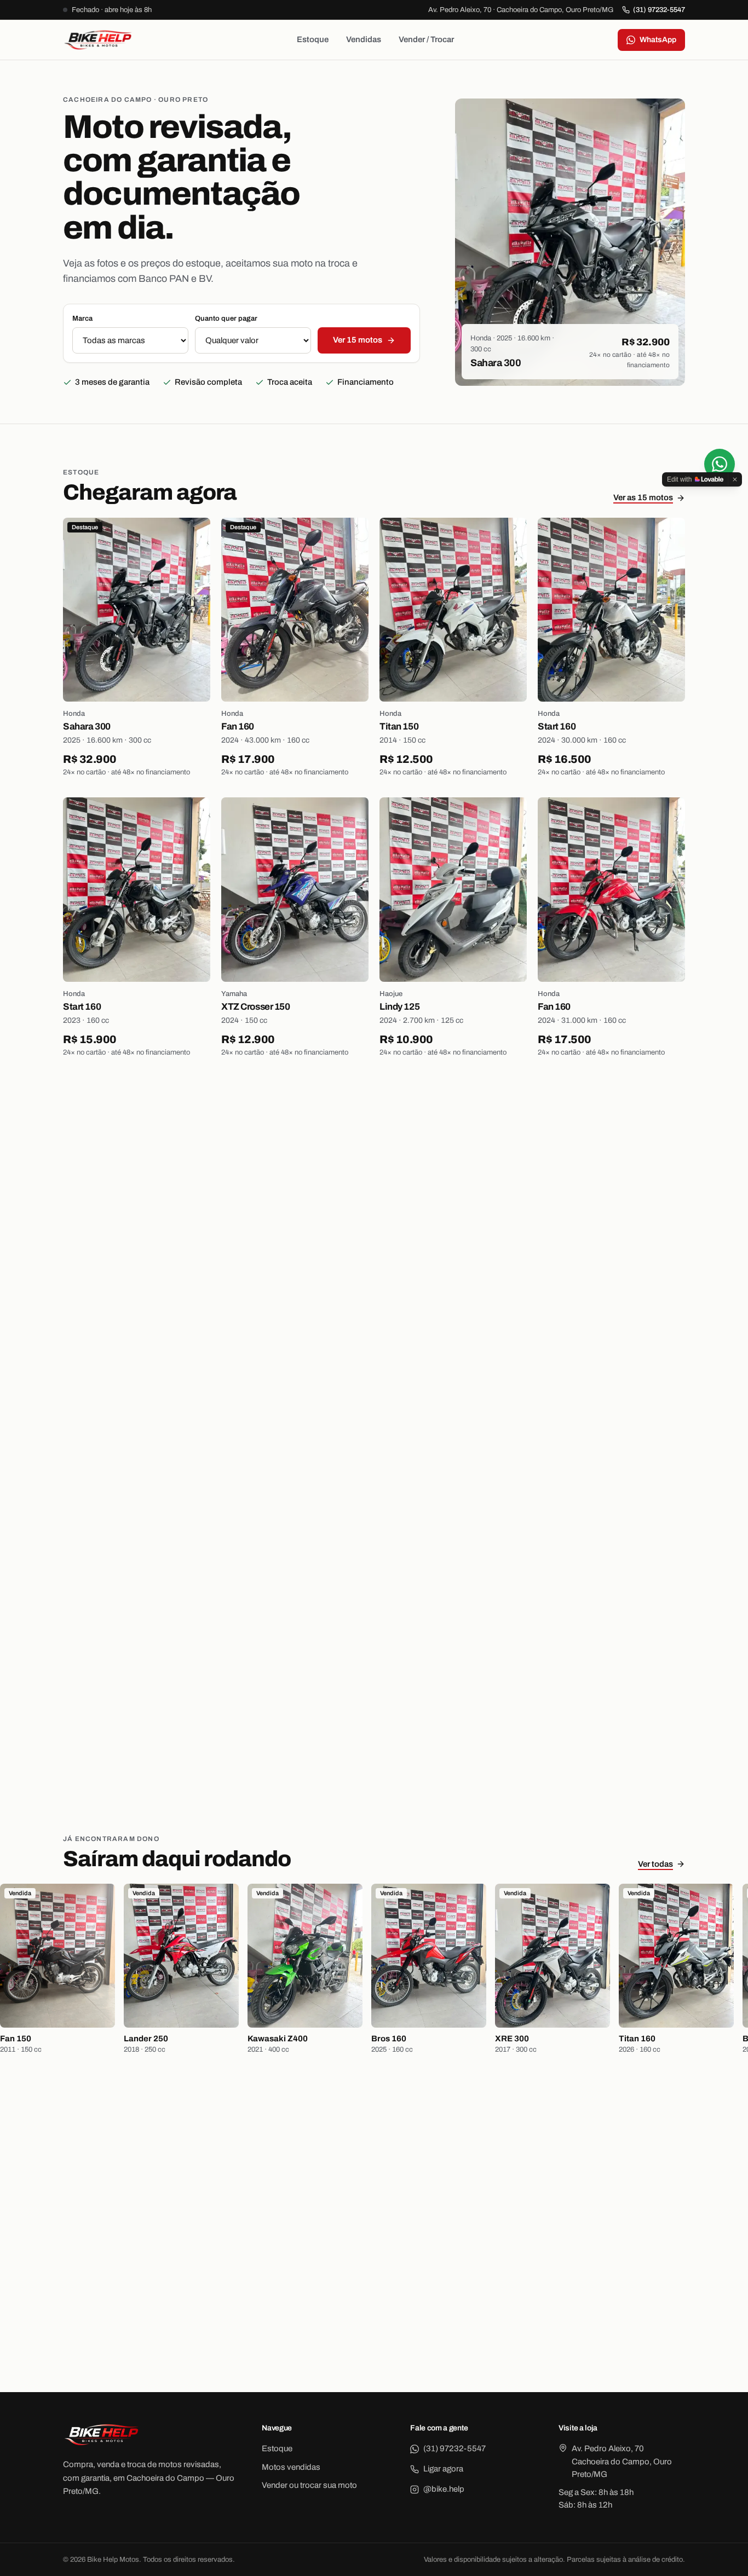 Fechado · abre hoje às 8h
Av. Pedro Aleixo, 70 · Cachoeira do Campo, Ouro Preto/MG
(31) 97232-5547
BIKE HELP
BIKES & MOTOS
Estoque
Vendidas
Vender / Trocar
WhatsApp
CACHOEIRA DO CAMPO · OURO PRETO
Moto revisada,
com garantia e
documentação
em dia.
Veja as fotos e os preços do estoque, aceitamos sua moto na troca e
financiamos com Banco PAN e BV.
Marca
Quanto quer pagar
Todas as marcas
Qualquer valor
Ver 15 motos
3 meses de garantia
Revisão completa
Troca aceita
Financiamento
Honda · 2025 · 16.600 km ·
300 cc
Sahara 300
R$ 32.900
24× no cartão · até 48× no
financiamento
Edit with Lovable
ESTOQUE
Chegaram agora
Ver as 15 motos
Destaque
Destaque
Honda
Sahara 300
2025 · 16.600 km · 300 cc
R$ 32.900
24× no cartão · até 48× no financiamento
Honda
Fan 160
2024 · 43.000 km · 160 cc
R$ 17.900
24× no cartão · até 48× no financiamento
Honda
Titan 150
2014 · 150 cc
R$ 12.500
24× no cartão · até 48× no financiamento
Honda
Start 160
2024 · 30.000 km · 160 cc
R$ 16.500
24× no cartão · até 48× no financiamento
Honda
Start 160
2023 · 160 cc
R$ 15.900
24× no cartão · até 48× no financiamento
Yamaha
XTZ Crosser 150
2024 · 150 cc
R$ 12.900
24× no cartão · até 48× no financiamento
Haojue
Lindy 125
2024 · 2.700 km · 125 cc
R$ 10.900
24× no cartão · até 48× no financiamento
Honda
Fan 160
2024 · 31.000 km · 160 cc
R$ 17.500
24× no cartão · até 48× no financiamento
JÁ ENCONTRARAM DONO
Saíram daqui rodando
Ver todas
Vendida
Vendida
Vendida
Vendida
Vendida
Vendida
Fan 150
2011 · 150 cc
Lander 250
2018 · 250 cc
Kawasaki Z400
2021 · 400 cc
Bros 160
2025 · 160 cc
XRE 300
2017 · 300 cc
Titan 160
2026 · 160 cc
BIKE HELP
BIKES & MOTOS
Compra, venda e troca de motos revisadas,
com garantia, em Cachoeira do Campo — Ouro
Preto/MG.
Navegue
Estoque
Motos vendidas
Vender ou trocar sua moto
Fale com a gente
(31) 97232-5547
Ligar agora
@bike.help
Visite a loja
Av. Pedro Aleixo, 70
Cachoeira do Campo, Ouro
Preto/MG
Seg a Sex: 8h às 18h
Sáb: 8h às 12h
© 2026 Bike Help Motos. Todos os direitos reservados.
Valores e disponibilidade sujeitos a alteração. Parcelas sujeitas à análise de crédito.